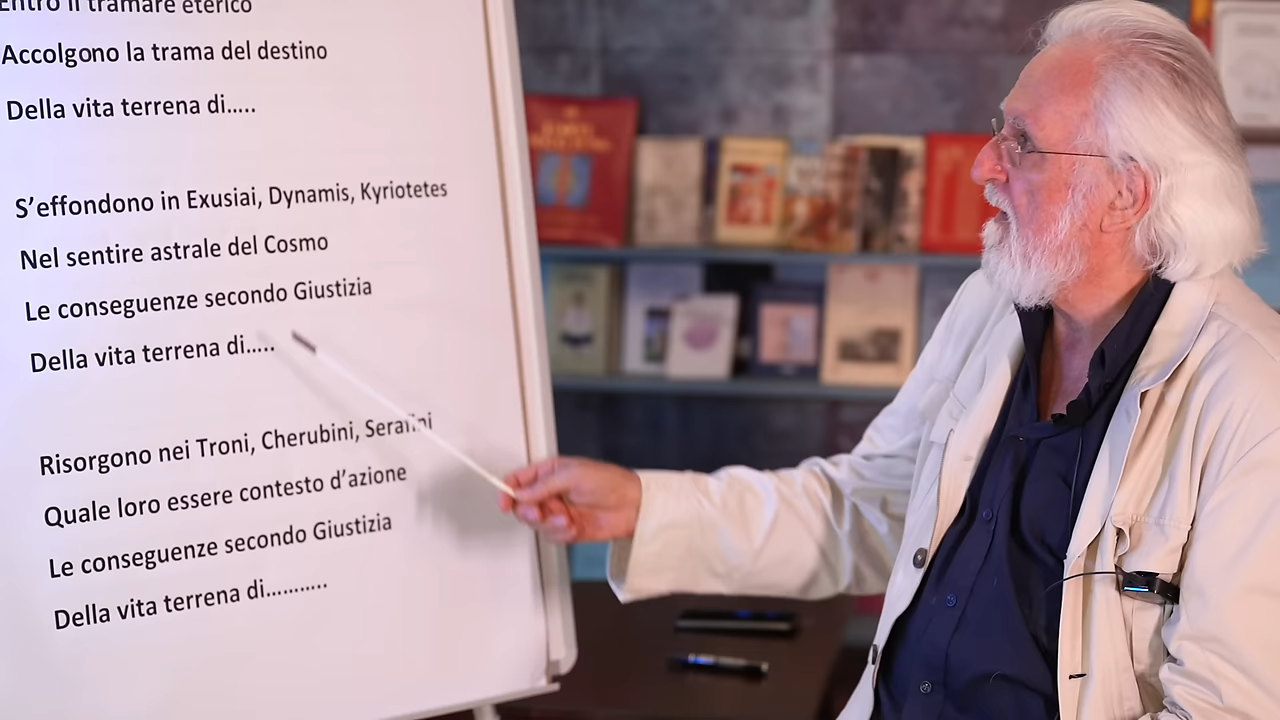 Entro il tramare eterico
Accolgono la trama del destino
Della vita terrena di.....
S'effondono in Exusiai, Dynamis, Kyriotetes
Nel sentire astrale del Cosmo
Le conseguenze secondo Giustizia
Della vita terrena di.....
Risorgono nei Troni, Cherubini, Serafini
Quale loro essere contesto d'azione
Le conseguenze secondo Giustizia
Della vita terrena di..........